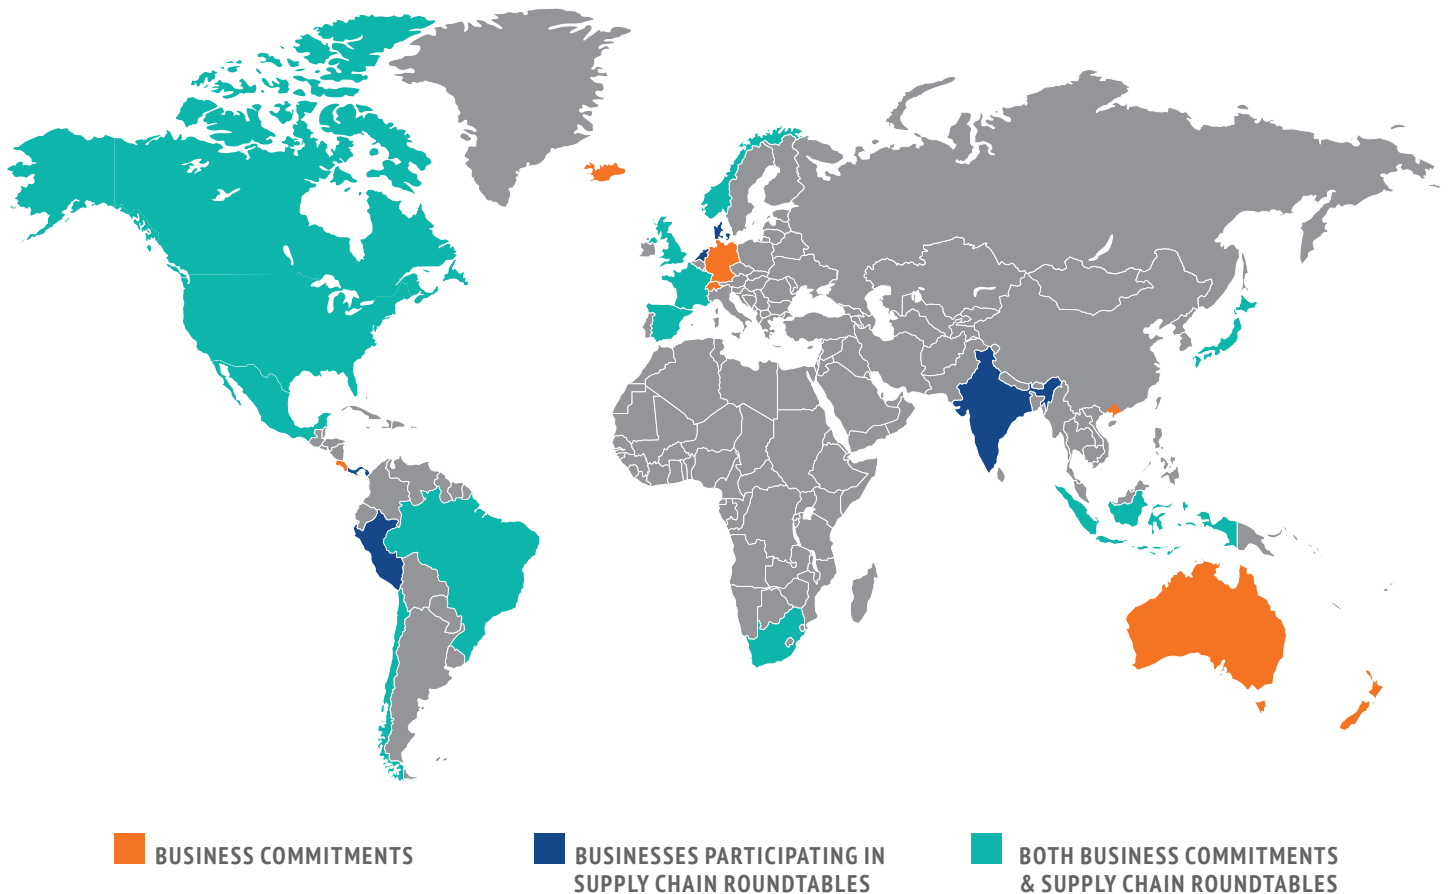 BUSINESS COMMITMENTS
BUSINESSES PARTICIPATING IN
SUPPLY CHAIN ROUNDTABLES
BOTH BUSINESS COMMITMENTS
& SUPPLY CHAIN ROUNDTABLES